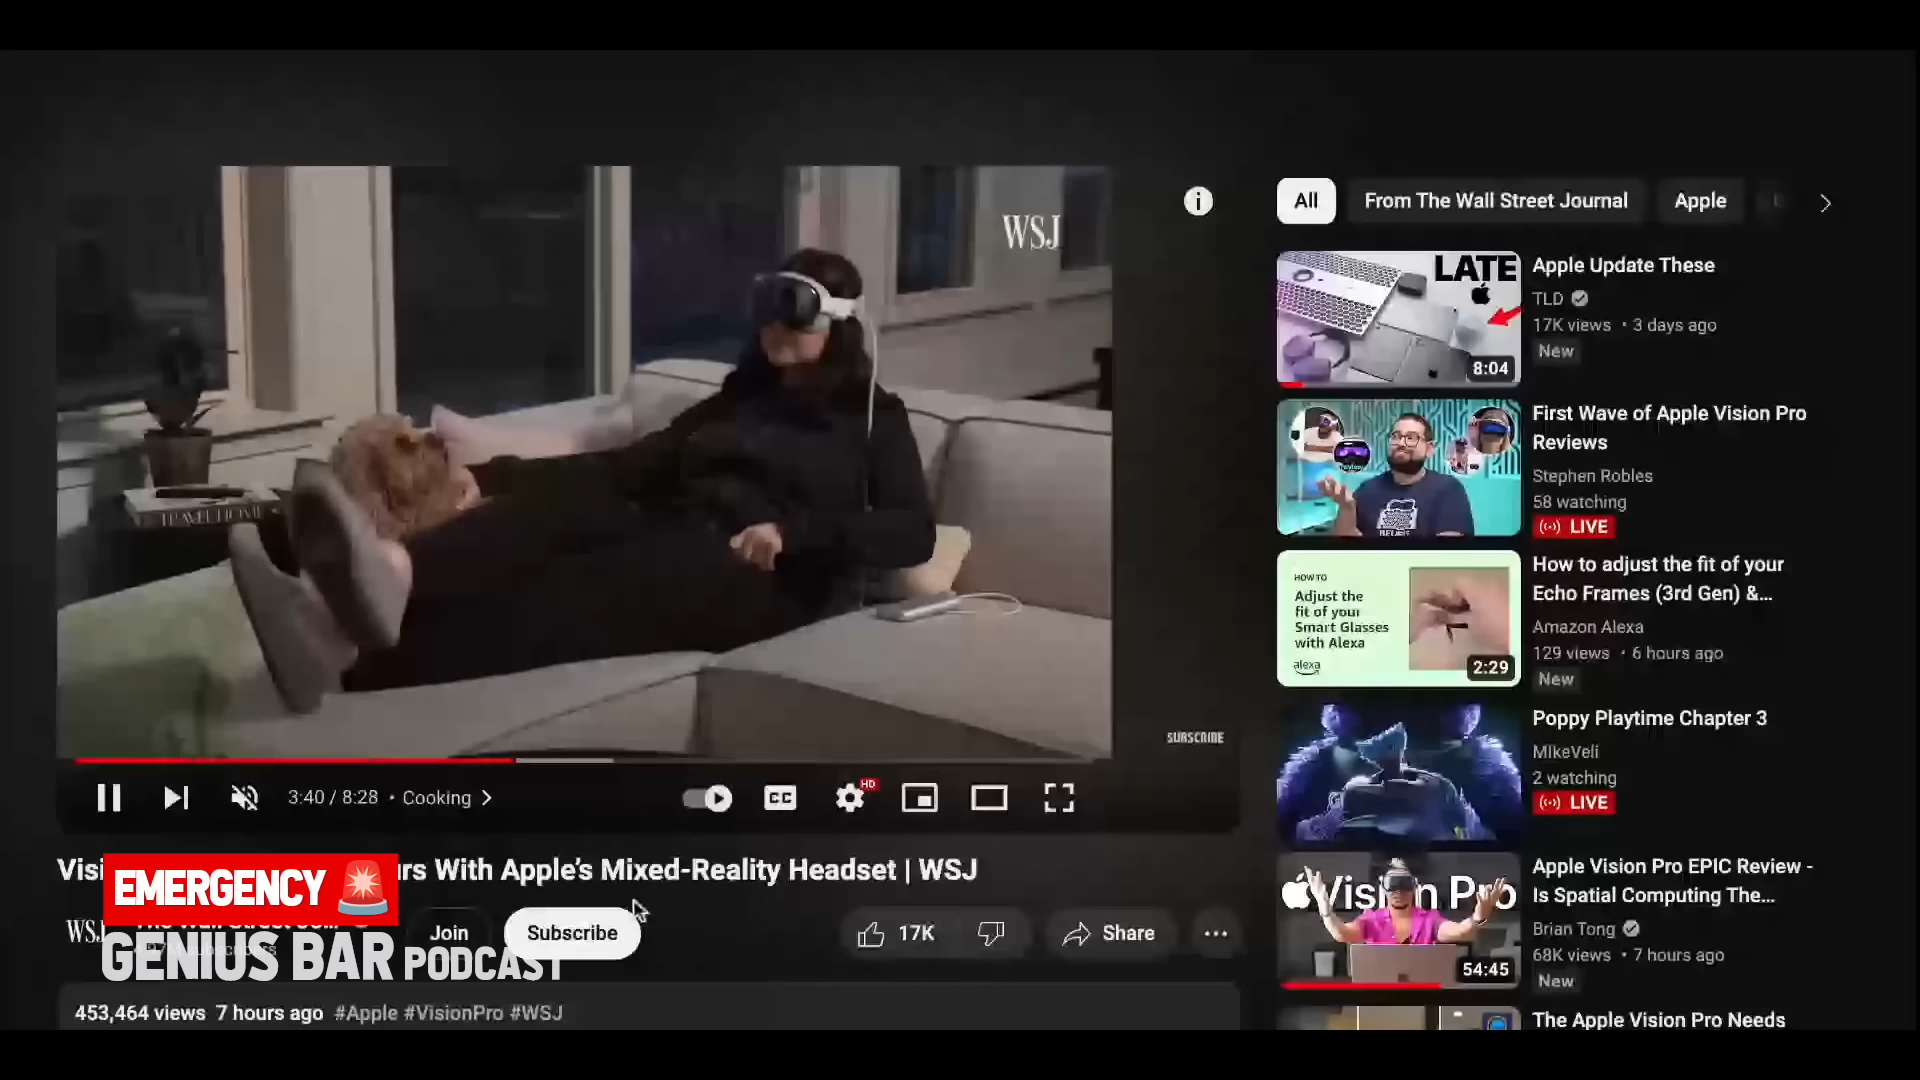 WSJ
TRAVEL HOME
SUBSCRIBE
3:40 / 8:28 • Cooking
CC
HD
Visi
rs With Apple's Mixed-Reality Headset | WSJ
EMERGENCY
GENIUS BAR PODCAST
WSJ
Join
Subscribe
17K
Share
453,464 views 7 hours ago #Apple #VisionPro #WSJ
All
From The Wall Street Journal
Apple
LATE
8:04
Apple Update These
TLD
17K views • 3 days ago
New
First Wave of Apple Vision Pro
Reviews
Stephen Robles
58 watching
LIVE
HOW TO
Adjust the
fit of your
Smart Glasses
with Alexa
alexa
2:29
How to adjust the fit of your
Echo Frames (3rd Gen) &...
Amazon Alexa
129 views • 6 hours ago
New
Poppy Playtime Chapter 3
MikeVeli
2 watching
LIVE
Vision Pro
54:45
Apple Vision Pro EPIC Review -
Is Spatial Computing The...
Brian Tong
68K views • 7 hours ago
New
The Apple Vision Pro Needs